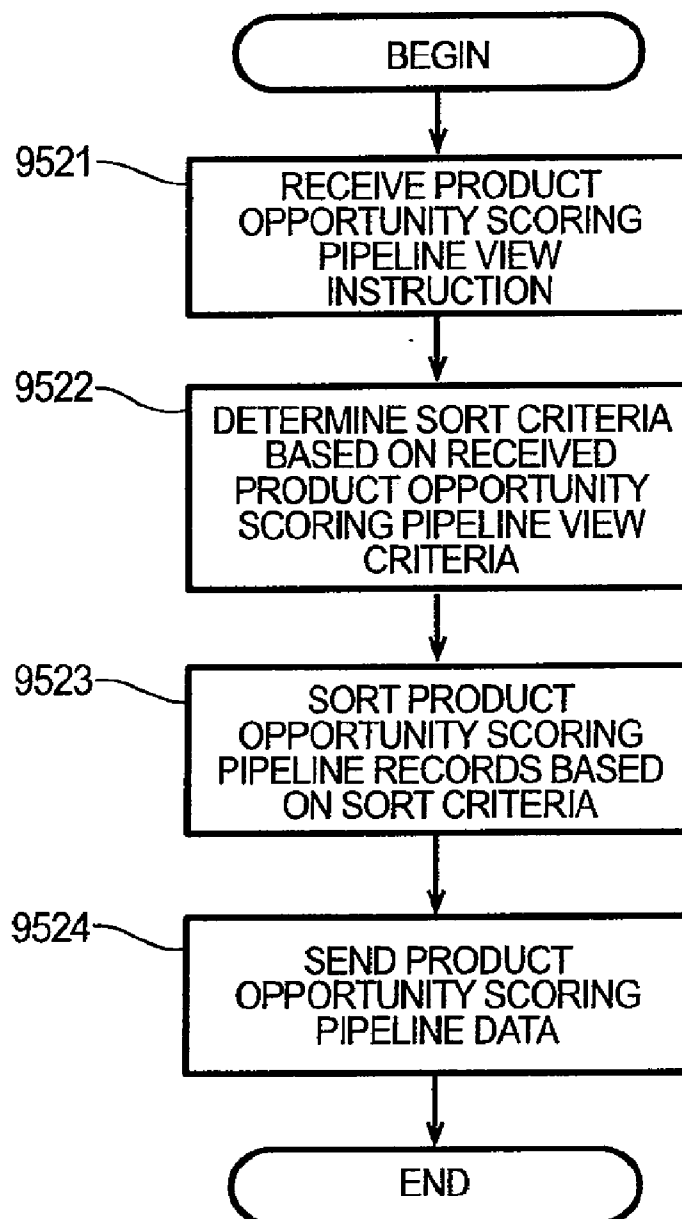 BEGIN
9521
RECEIVE PRODUCT
OPPORTUNITY SCORING
PIPELINE VIEW
INSTRUCTION
9522
DETERMINE SORT CRITERIA
BASED ON RECEIVED
PRODUCT OPPORTUNITY
SCORING PIPELINE VIEW
CRITERIA
9523
SORT PRODUCT
OPPORTUNITY SCORING
PIPELINE RECORDS BASED
ON SORT CRITERIA
9524
SEND PRODUCT
OPPORTUNITY SCORING
PIPELINE DATA
END